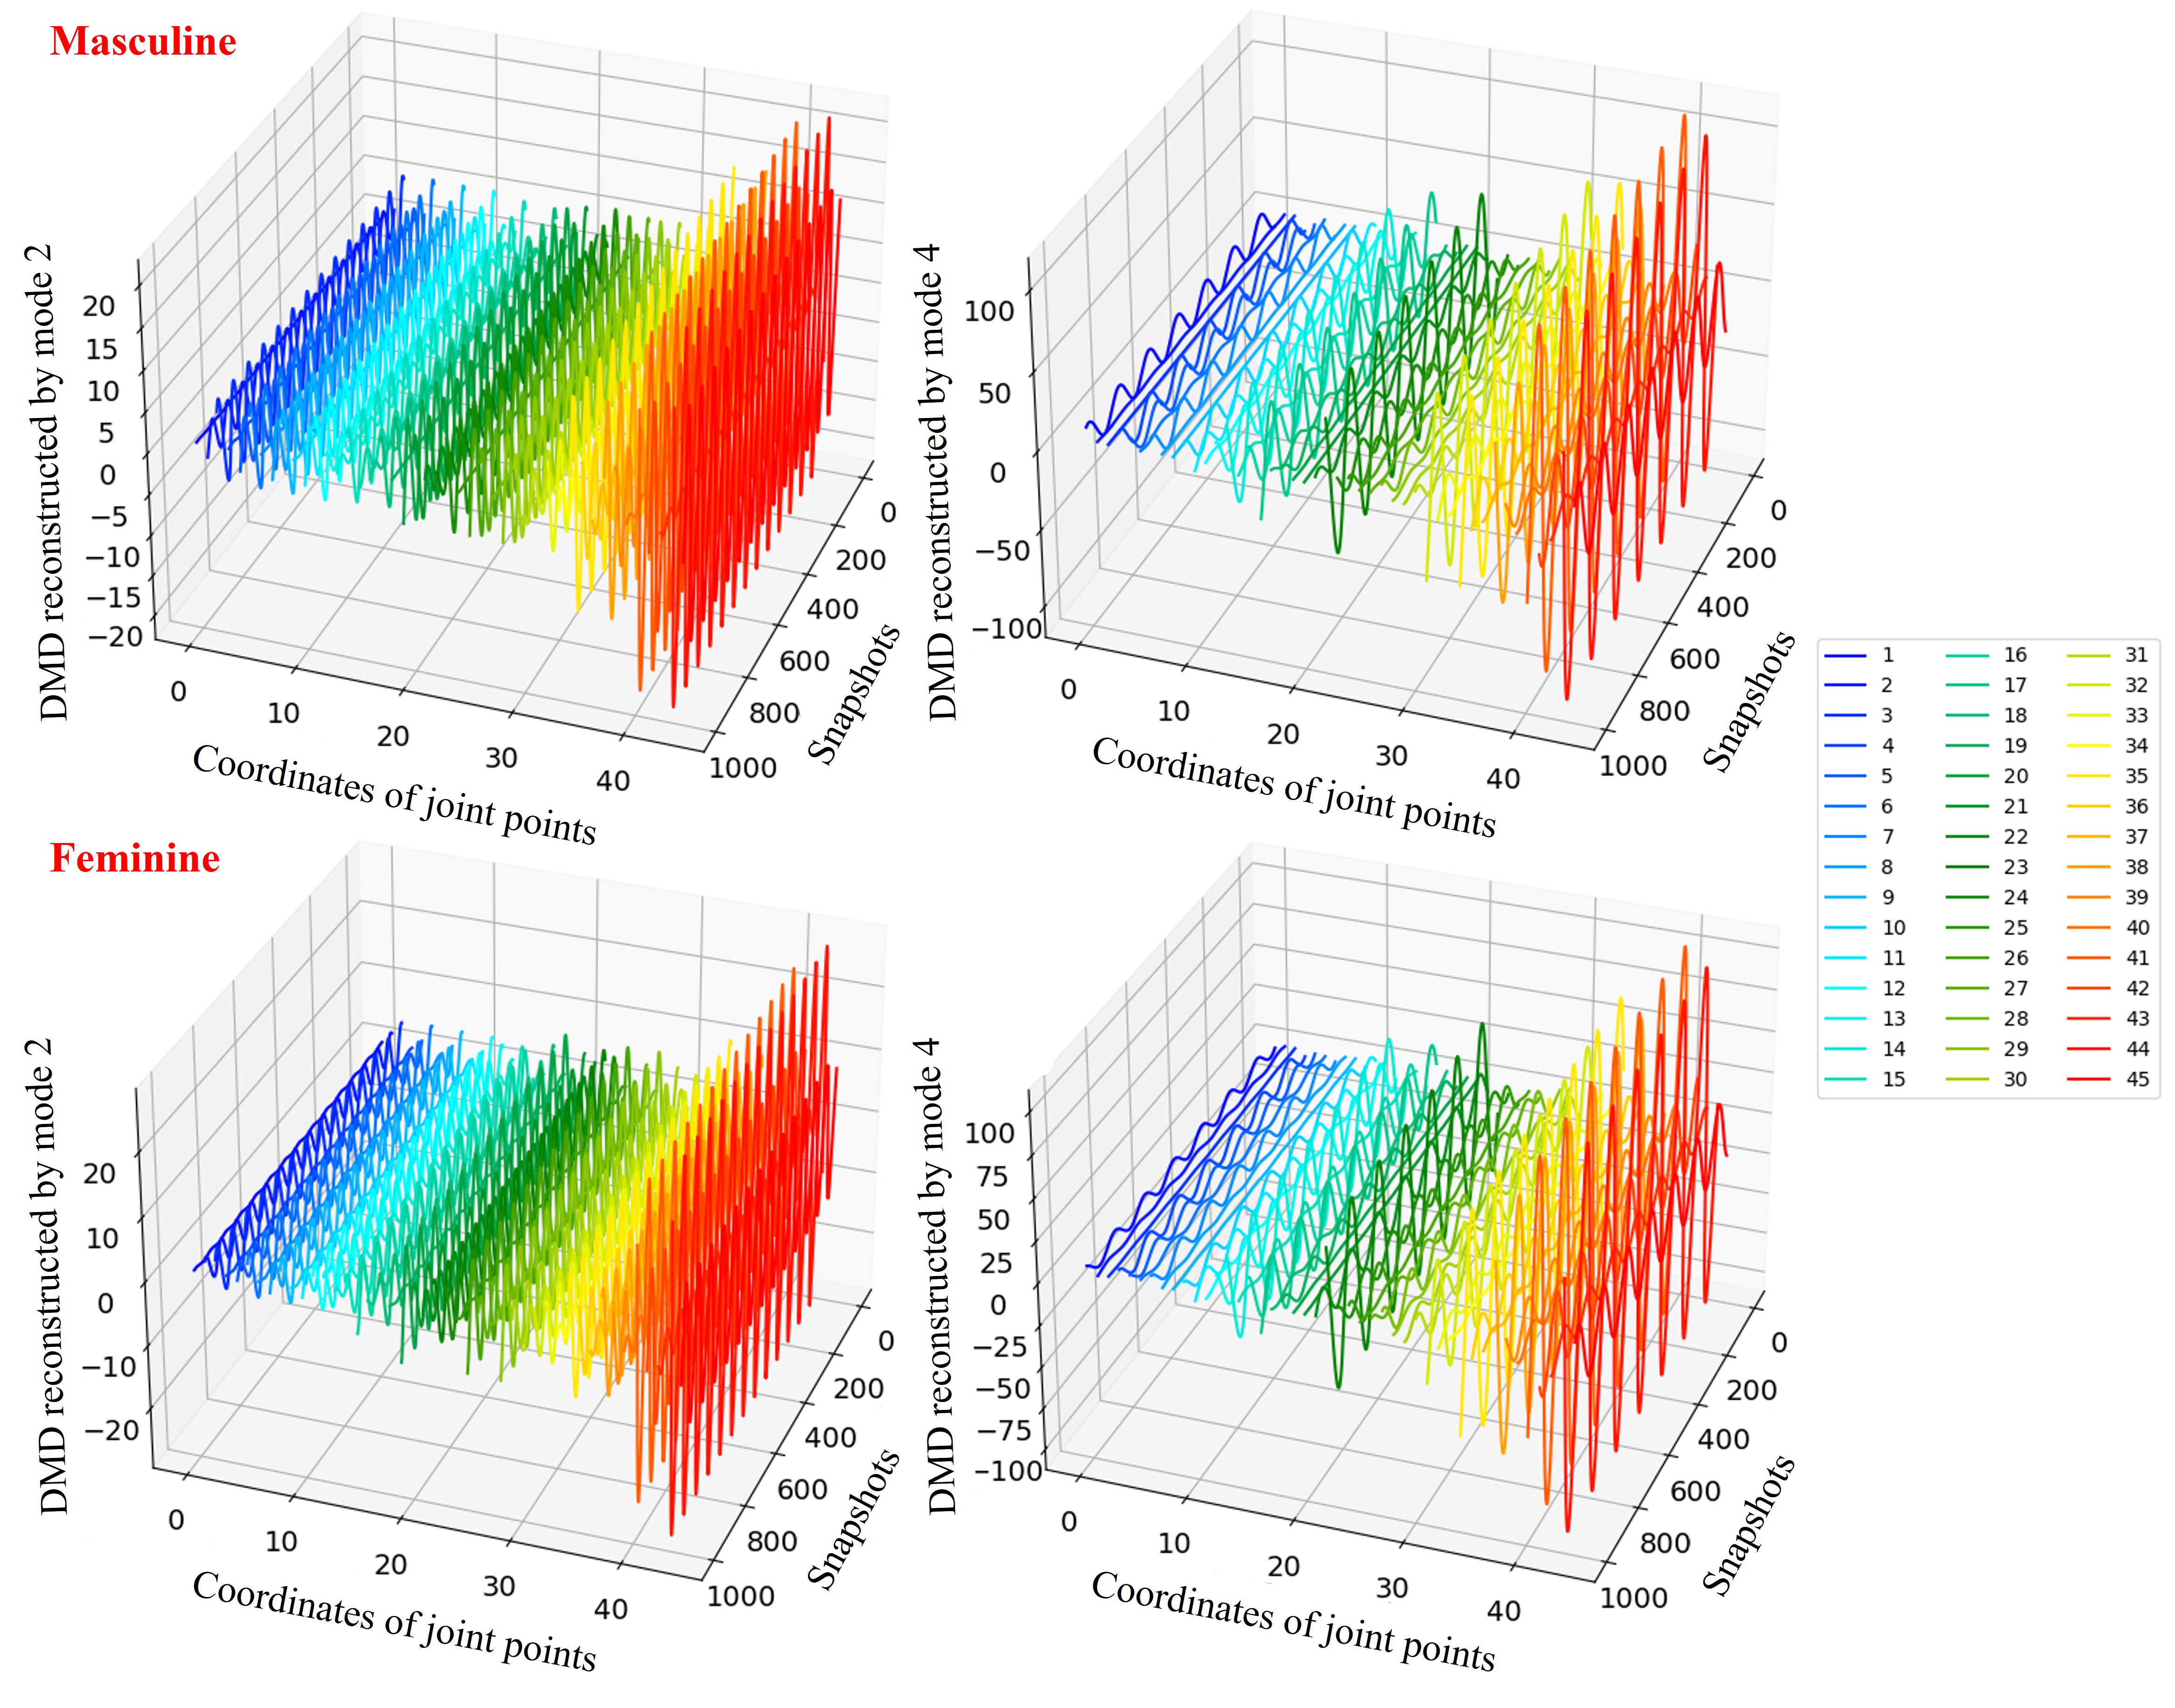 Masculine
DMD reconstructed by mode 2
20
15
10
5
0
−5
−10
−15
−20
0
10
20
30
40
Coordinates of joint points
0
200
400
600
800
1000
Snapshots
DMD reconstructed by mode 4
100
50
0
−50
−100
0
10
20
30
40
Coordinates of joint points
0
200
400
600
800
1000
Snapshots
Feminine
DMD reconstructed by mode 2
20
10
0
−10
−20
0
10
20
30
40
Coordinates of joint points
0
200
400
600
800
1000
Snapshots
DMD reconstructed by mode 4
100
75
50
25
0
−25
−50
−75
−100
0
10
20
30
40
Coordinates of joint points
0
200
400
600
800
1000
Snapshots
1 16 31
2 17 32
3 18 33
4 19 34
5 20 35
6 21 36
7 22 37
8 23 38
9 24 39
10 25 40
11 26 41
12 27 42
13 28 43
14 29 44
15 30 45